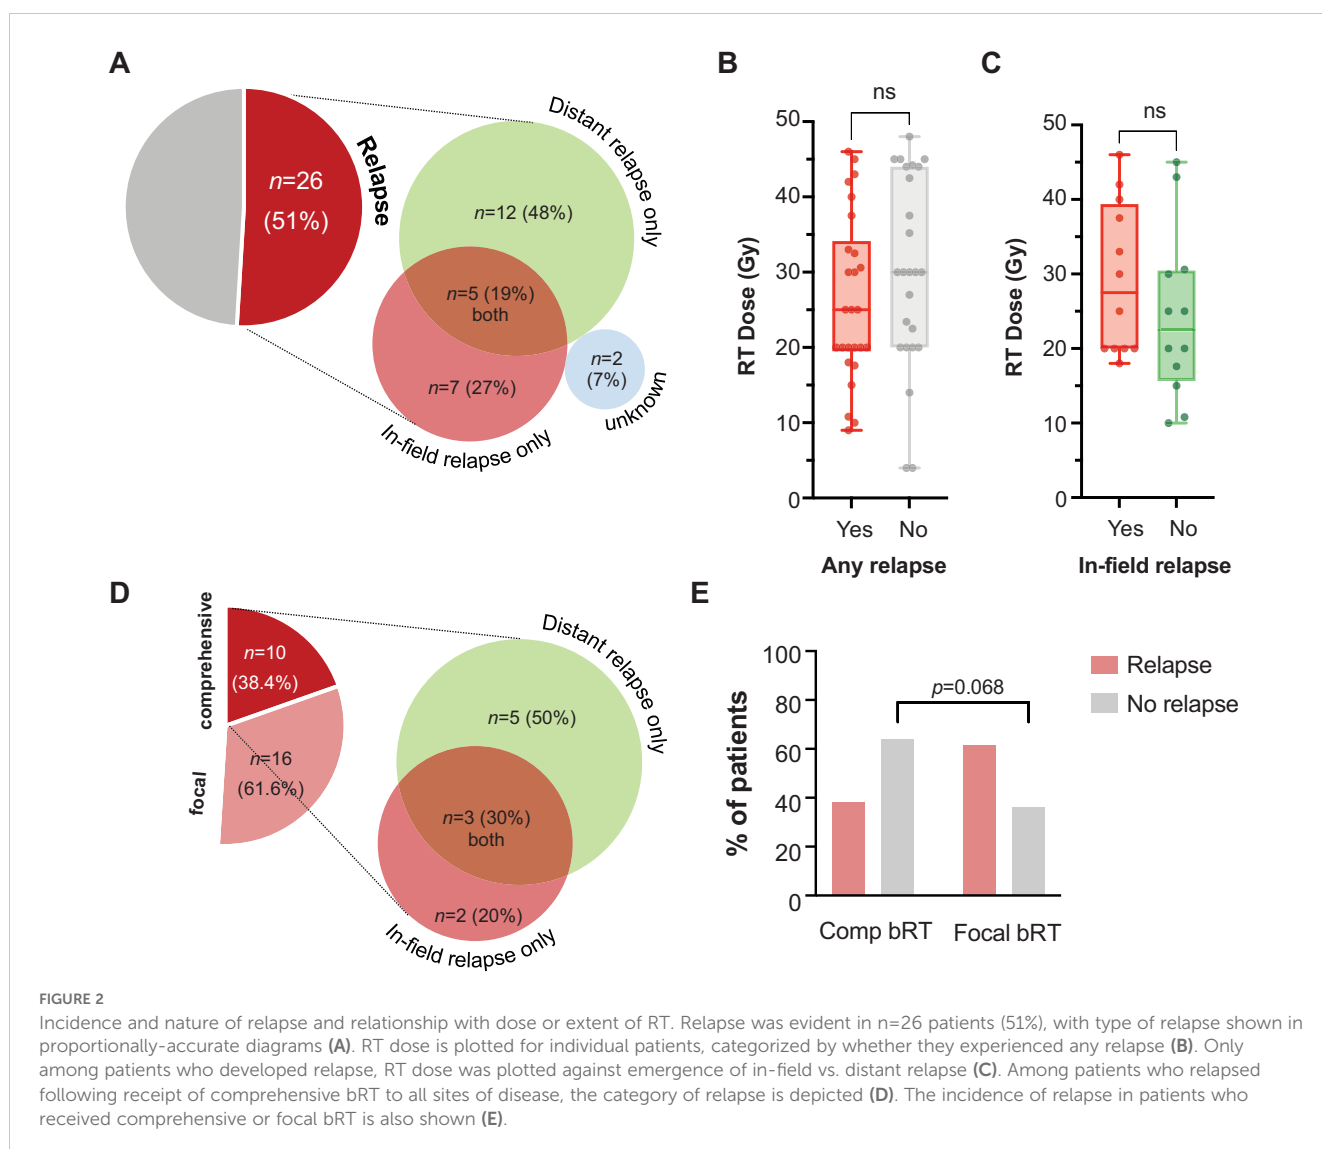 A
n=26
(51%)
Relapse
Distant relapse only
n=12 (48%)
n=5 (19%)
both
n=7 (27%)
In-field relapse only
n=2
(7%)
unknown
B
ns
RT Dose (Gy)
50
40
30
20
10
0
Yes No
Any relapse
C
ns
RT Dose (Gy)
50
40
30
20
10
0
Yes No
In-field relapse
D
comprehensive
n=10
(38.4%)
focal
n=16
(61.6%)
Distant relapse only
n=5 (50%)
n=3 (30%)
both
n=2 (20%)
In-field relapse only
E
% of patients
100
80
60
40
20
0
p=0.068
Comp bRT Focal bRT
Relapse
No relapse
FIGURE 2
Incidence and nature of relapse and relationship with dose or extent of RT. Relapse was evident in n=26 patients (51%), with type of relapse shown in
proportionally-accurate diagrams (A). RT dose is plotted for individual patients, categorized by whether they experienced any relapse (B). Only
among patients who developed relapse, RT dose was plotted against emergence of in-field vs. distant relapse (C). Among patients who relapsed
following receipt of comprehensive bRT to all sites of disease, the category of relapse is depicted (D). The incidence of relapse in patients who
received comprehensive or focal bRT is also shown (E).